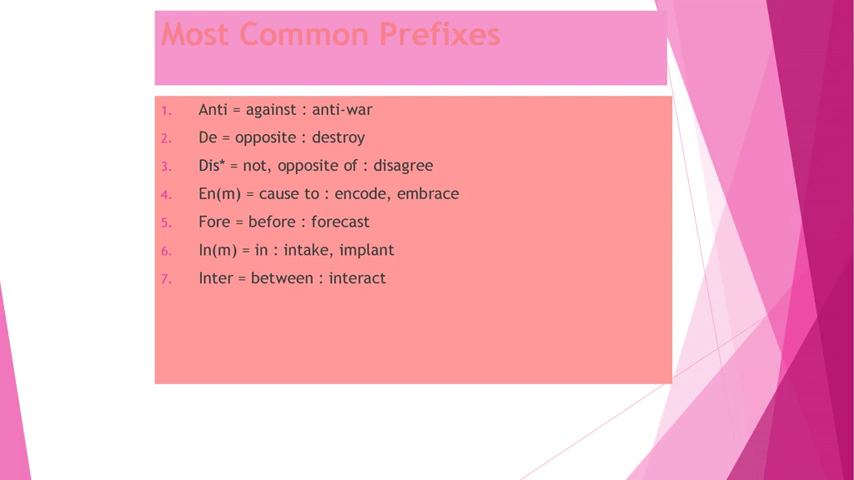 Most Common Prefixes
1. Anti = against : anti-war
2. De = opposite : destroy
3. Dis* = not, opposite of : disagree
4. En(m) = cause to : encode, embrace
5. Fore = before : forecast
6. In(m) = in : intake, implant
7. Inter = between : interact